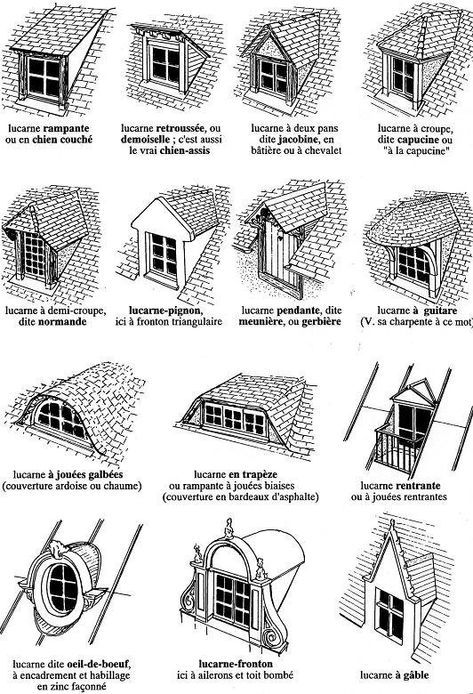 lucarne rampante
ou en chien couché
lucarne retroussée, ou
demoiselle ; c'est aussi
le vrai chien-assis
lucarne à deux pans
dite jacobine, en
bâtière ou à chevalet
lucarne à croupe,
dite capucine ou
"à la capucine"
lucarne à demi-croupe,
dite normande
lucarne-pignon,
ici à fronton triangulaire
lucarne pendante, dite
meunière, ou gerbière
lucarne à guitare
(V. sa charpente à ce mot)
lucarne à jouées galbées
(couverture ardoise ou chaume)
lucarne en trapèze
ou rampante à jouées biaises
(couverture en bardeaux d'asphalte)
lucarne rentrante
ou à jouées rentrantes
lucarne dite oeil-de-boeuf,
à encadrement et habillage
en zinc façonné
lucarne-fronton
ici à ailerons et toit bombé
lucarne à gâble